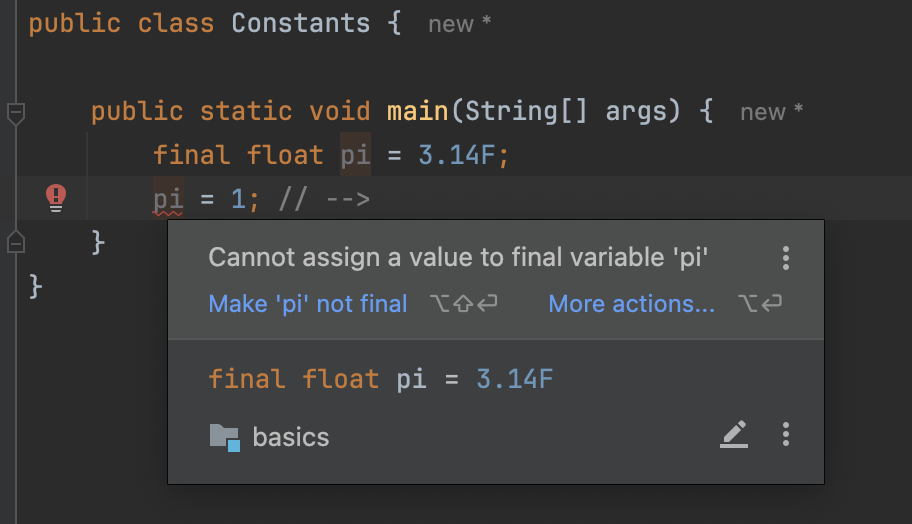 public class Constants { new *
public static void main(String[] args) { new *
final float pi = 3.14F;
pi = 1; // -->
}
}
Cannot assign a value to final variable 'pi'
Make 'pi' not final ⌥⇧⏎ More actions... ⌥⏎
final float pi = 3.14F
basics